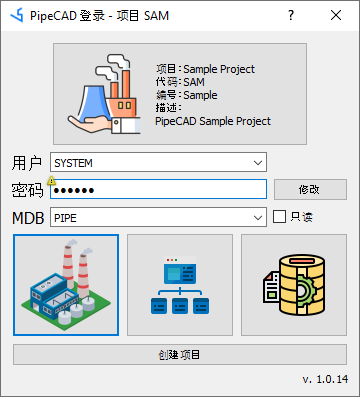 PipeCAD 登录 - 项目 SAM
?
项目:Sample Project
代码:SAM
编号:Sample
描述:
PipeCAD Sample Project
用户 SYSTEM
密码 ●●●●●● 修改
MDB PIPE 只读
创建项目
v. 1.0.14